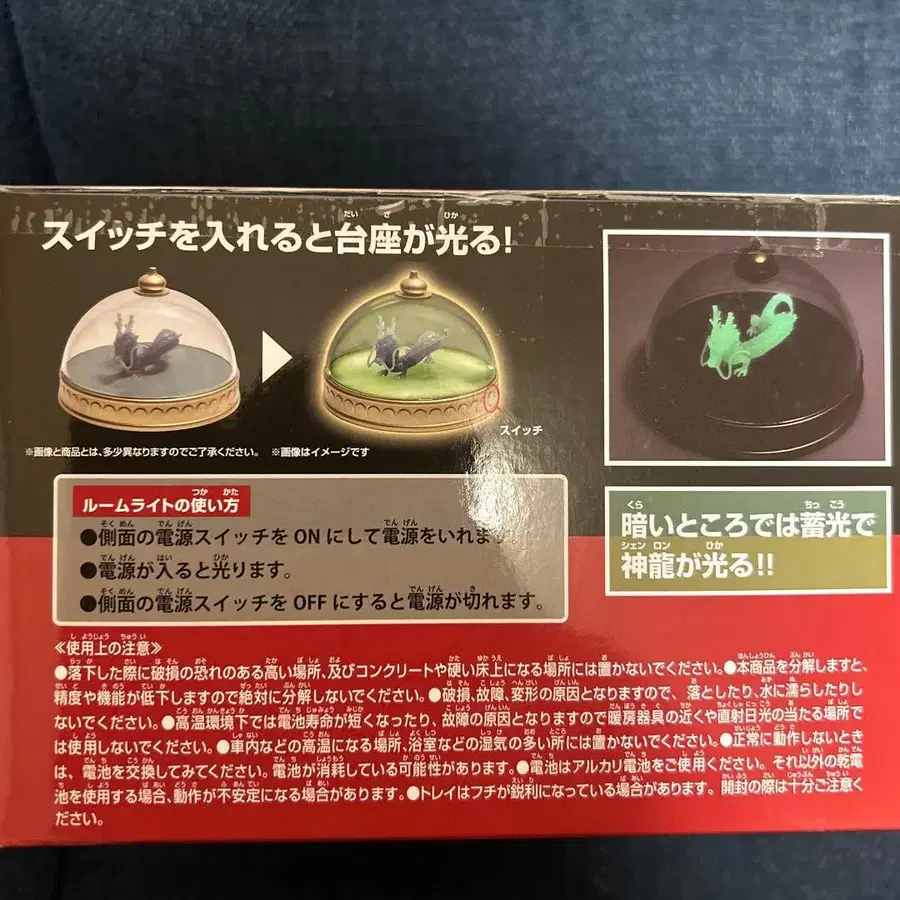 スイッチを入れると台座が光る!
スイッチ
※画像と商品とは、多少異なりますのでご了承ください。 ※画像はイメージです
ルームライトの使い方
●側面の電源スイッチを ON にして電源をいれます
●電源が入ると光ります。
●側面の電源スイッチを OFF にすると電源が切れます。
暗いところでは蓄光で
神龍が光る!!
≪使用上の注意≫
●落下した際に破損の恐れのある高い場所、及びコンクリートや硬い床上になる場所には置かないでください。●本商品を分解しますと、
精度や機能が低下しますので絶対に分解しないでください。●破損、故障、変形の原因となりますので、落としたり、水に濡らしたりし
ないでください。●高温環境下では電池寿命が短くなったり、故障の原因となりますので暖房器具の近くや直射日光の当たる場所で
は使用しないでください。●車内などの高温になる場所、浴室などの湿気の多い所には置かないでください。●正常に動作しないとき
は、電池を交換してみてください。電池が消耗している可能性があります。●電池はアルカリ電池をご使用ください。それ以外の乾電
池を使用する場合、動作が不安定になる場合があります。●トレイはフチが鋭利になっている場合があります。開封の際は十分ご注意く
ださい。